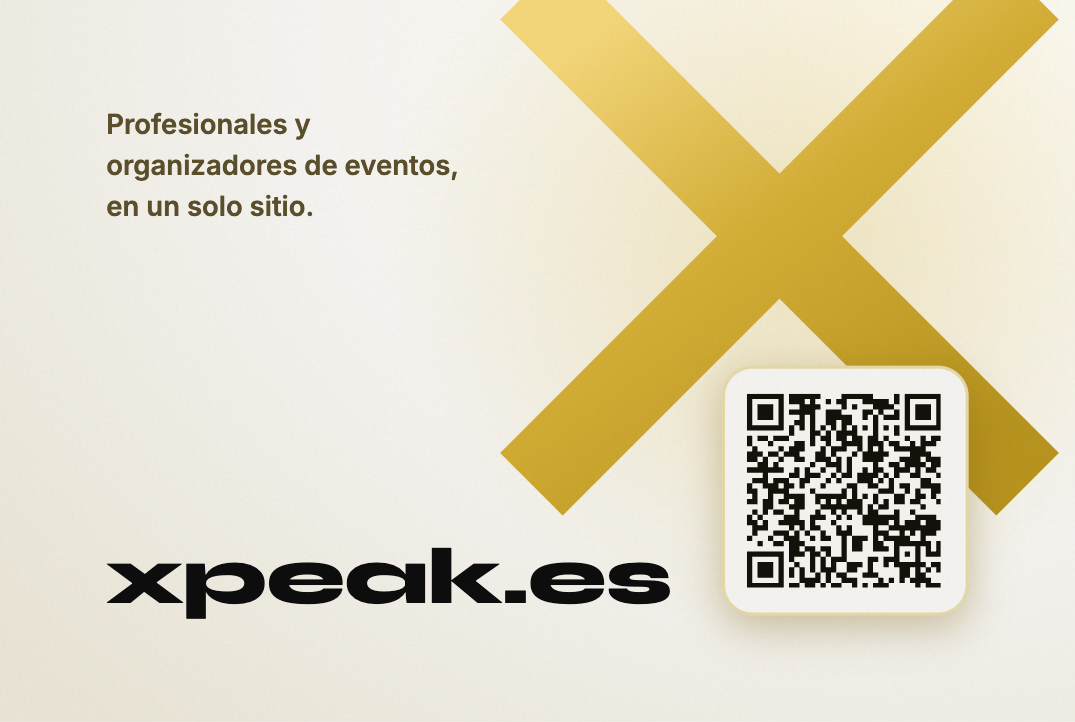 Profesionales y
organizadores de eventos,
en un solo sitio.
xpeak.es